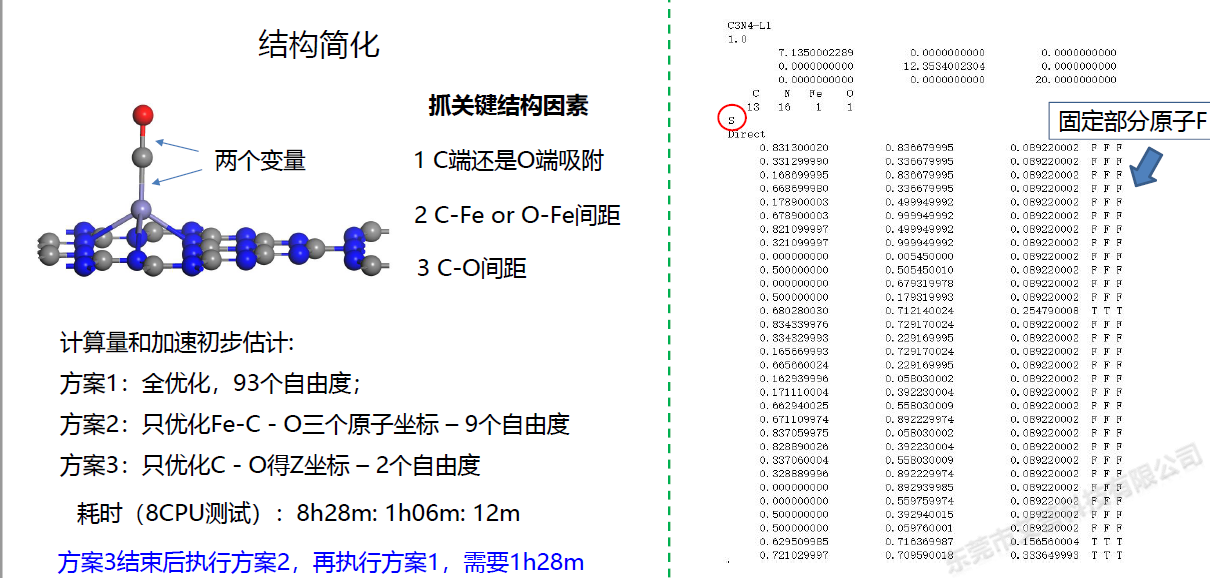 结构简化
抓关键结构因素
两个变量
1 C端还是O端吸附
2 C-Fe or O-Fe间距
3 C-O间距
计算量和加速初步估计:
方案1：全优化，93个自由度；
方案2：只优化Fe-C - O三个原子坐标 – 9个自由度
方案3：只优化C - O得Z坐标 – 2个自由度
耗时（8CPU测试）：8h28m: 1h06m: 12m
方案3结束后执行方案2，再执行方案1，需要1h28m
C3N4-L1
1.0
7.1350002289 0.0000000000 0.0000000000
0.0000000000 12.3534002304 0.0000000000
0.0000000000 0.0000000000 20.0000000000
C N Fe O
13 16 1 1
S
Direct
固定部分原子F
0.831300020 0.836679995 0.089220002 F F F
0.331299990 0.336679995 0.089220002 F F F
0.168699995 0.836679995 0.089220002 F F F
0.668699980 0.336679995 0.089220002 F F F
0.178900003 0.499949992 0.089220002 F F F
0.678900003 0.999949992 0.089220002 F F F
0.821099997 0.499949992 0.089220002 F F F
0.321099997 0.999949992 0.089220002 F F F
0.000000000 0.005450000 0.089220002 F F F
0.500000000 0.505450010 0.089220002 F F F
0.000000000 0.679319978 0.089220002 F F F
0.500000000 0.179319993 0.089220002 F F F
0.680280030 0.712140024 0.254790008 T T T
0.834339976 0.729170024 0.089220002 F F F
0.334329993 0.229169995 0.089220002 F F F
0.165669993 0.729170024 0.089220002 F F F
0.665660024 0.229169995 0.089220002 F F F
0.162939996 0.058030002 0.089220002 F F F
0.171110004 0.392230004 0.089220002 F F F
0.662940025 0.558030009 0.089220002 F F F
0.671109974 0.892229974 0.089220002 F F F
0.837059975 0.058030002 0.089220002 F F F
0.828890026 0.392230004 0.089220002 F F F
0.337060004 0.558030009 0.089220002 F F F
0.328889996 0.892229974 0.089220002 F F F
0.000000000 0.892939985 0.089220002 F F F
0.000000000 0.559759974 0.089220002 F F F
0.500000000 0.392940015 0.089220002 F F F
0.500000000 0.059760001 0.089220002 F F F
0.629509985 0.716369987 0.156560004 T T T
0.721029997 0.709590018 0.333649993 T T T